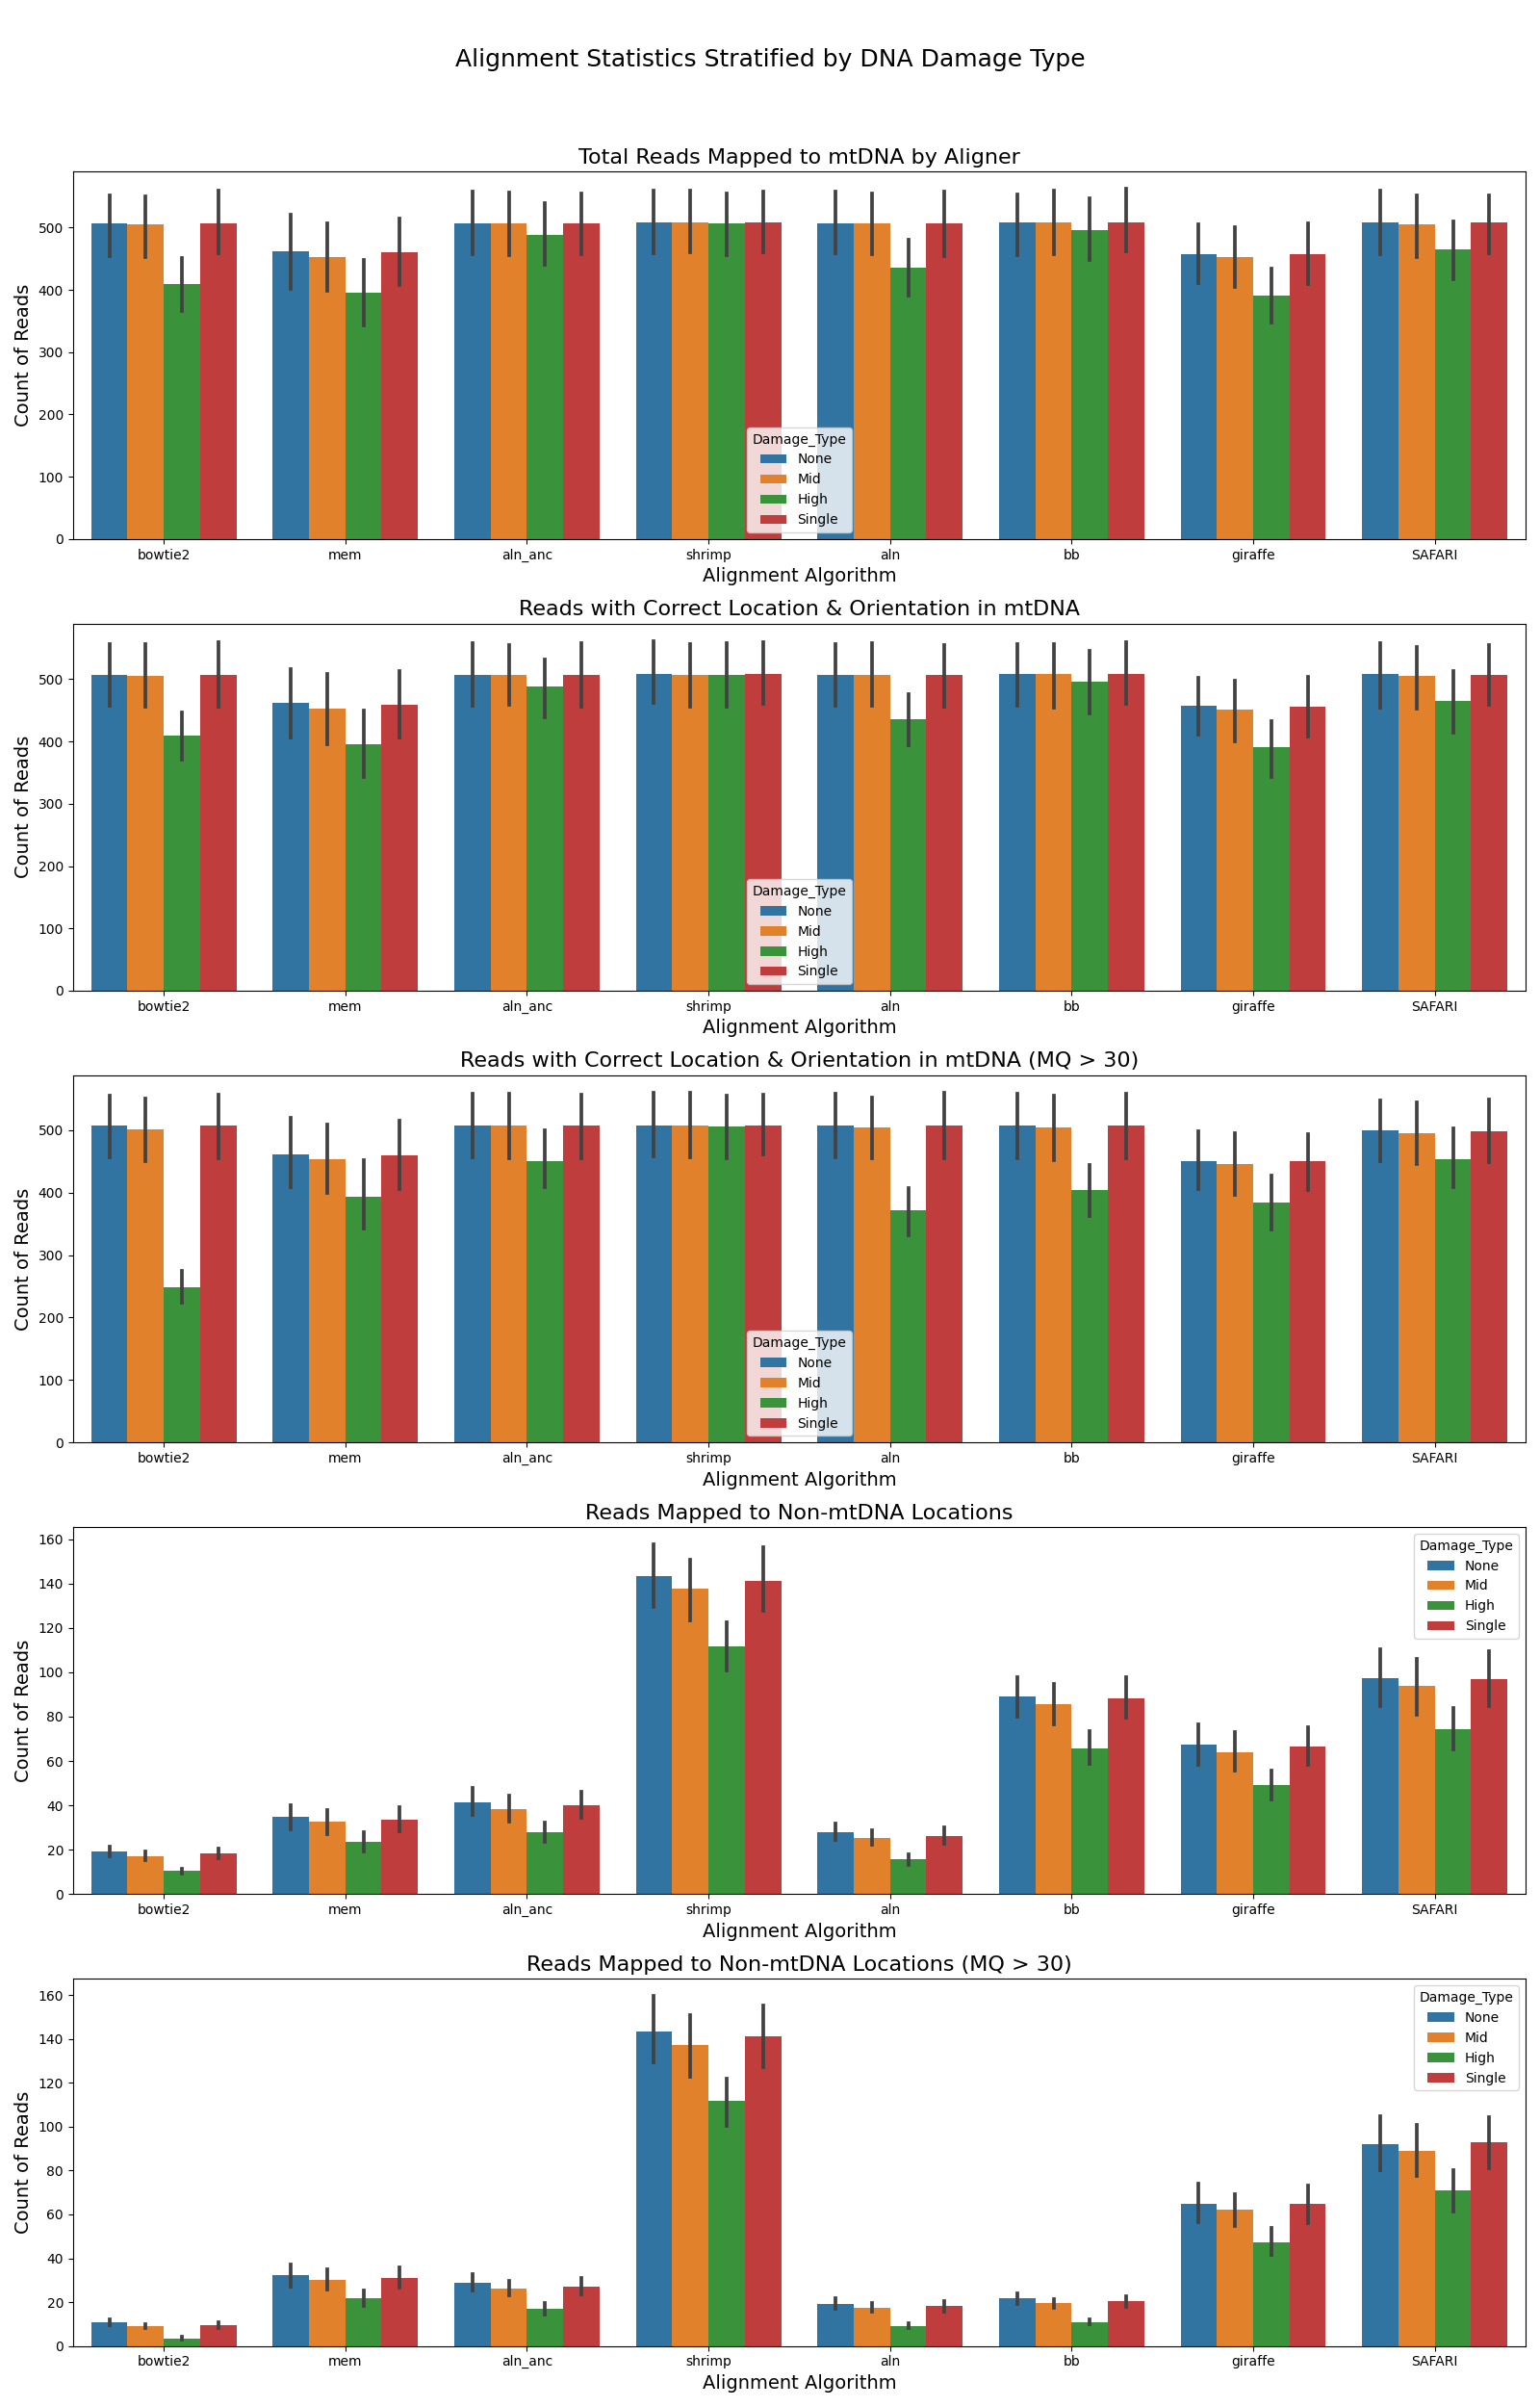 Alignment Statistics Stratified by DNA Damage Type
Total Reads Mapped to mtDNA by Aligner
Count of Reads
500
400
300
200
100
0
Damage_Type
None
Mid
High
Single
bowtie2 mem aln_anc shrimp aln bb giraffe SAFARI
Alignment Algorithm
Reads with Correct Location & Orientation in mtDNA
Count of Reads
500
400
300
200
100
0
Damage_Type
None
Mid
High
Single
bowtie2 mem aln_anc shrimp aln bb giraffe SAFARI
Alignment Algorithm
Reads with Correct Location & Orientation in mtDNA (MQ > 30)
Count of Reads
500
400
300
200
100
0
Damage_Type
None
Mid
High
Single
bowtie2 mem aln_anc shrimp aln bb giraffe SAFARI
Alignment Algorithm
Reads Mapped to Non-mtDNA Locations
Count of Reads
160
140
120
100
80
60
40
20
0
Damage_Type
None
Mid
High
Single
bowtie2 mem aln_anc shrimp aln bb giraffe SAFARI
Alignment Algorithm
Reads Mapped to Non-mtDNA Locations (MQ > 30)
Count of Reads
160
140
120
100
80
60
40
20
0
Damage_Type
None
Mid
High
Single
bowtie2 mem aln_anc shrimp aln bb giraffe SAFARI
Alignment Algorithm